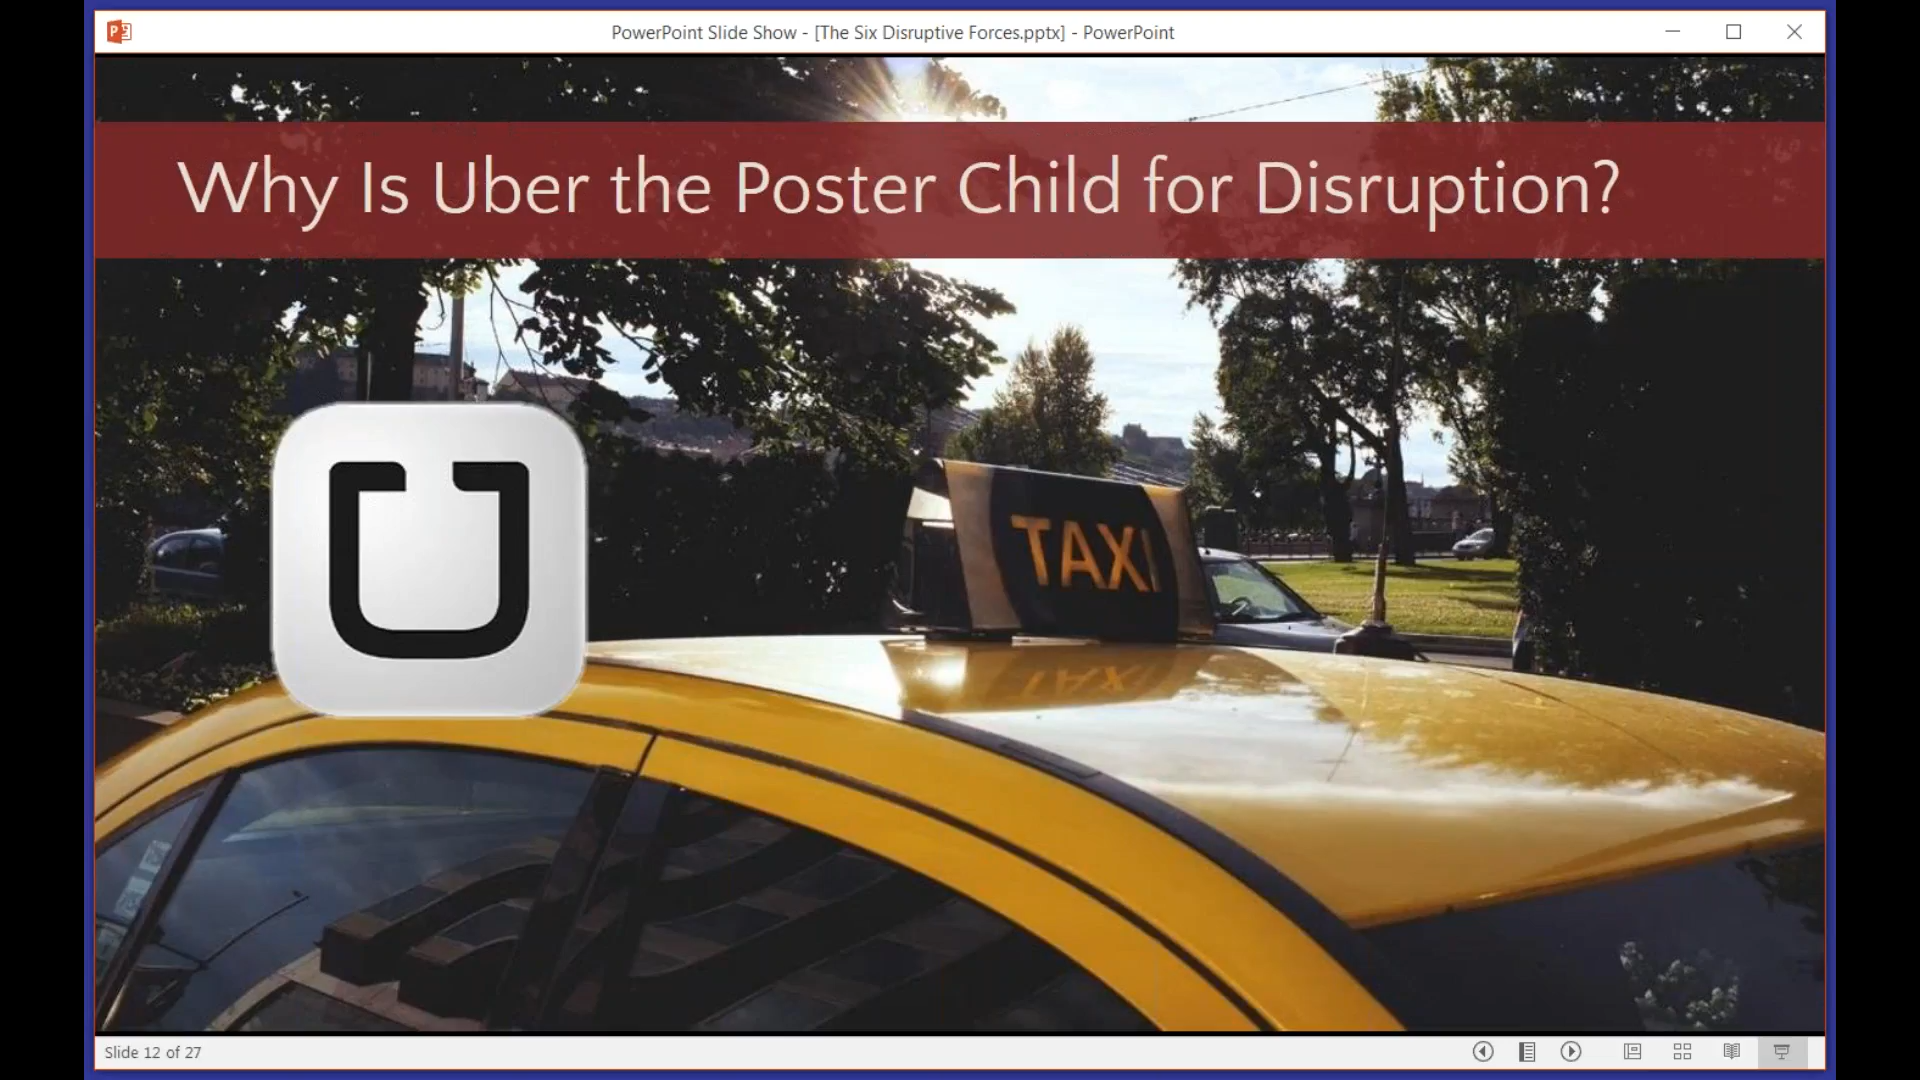 PowerPoint Slide Show - [The Six Disruptive Forces.pptx] - PowerPoint
Why Is Uber the Poster Child for Disruption?
TAXI
Slide 12 of 27